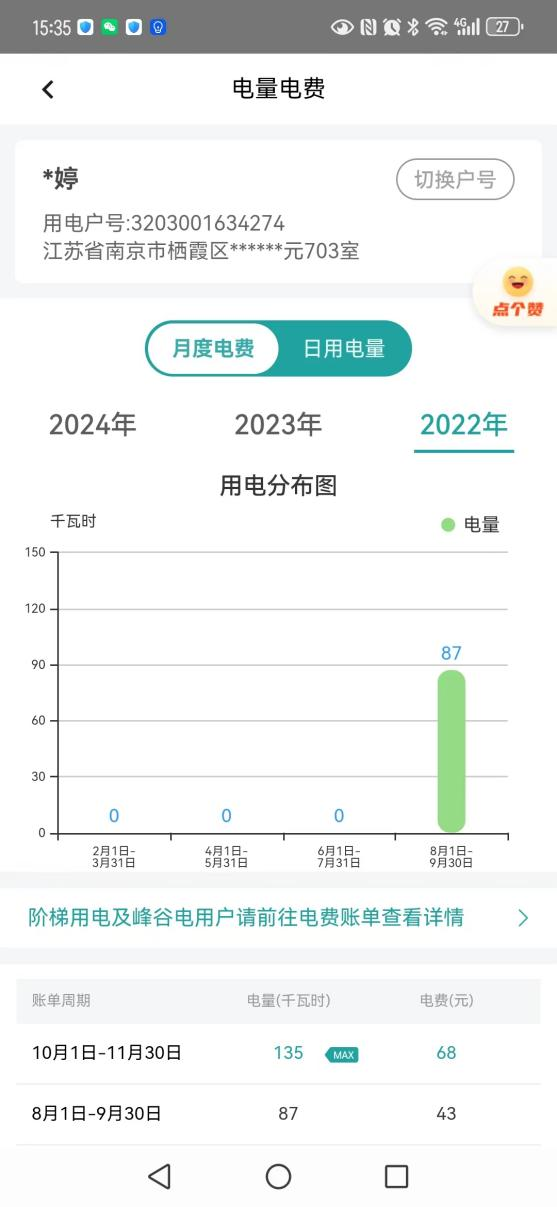 15:35
4G
27
电量电费
*婷
切换户号
用电户号:3203001634274
江苏省南京市栖霞区******元703室
点个赞
月度电费
日用电量
2024年
2023年
2022年
用电分布图
千瓦时
电量
150
120
90
87
60
30
0
0
0
0
2月1日-
3月31日
4月1日-
5月31日
6月1日-
7月31日
8月1日-
9月30日
阶梯用电及峰谷电用户请前往电费账单查看详情
账单周期
电量(千瓦时)
电费(元)
10月1日-11月30日
135
MAX
68
8月1日-9月30日
87
43